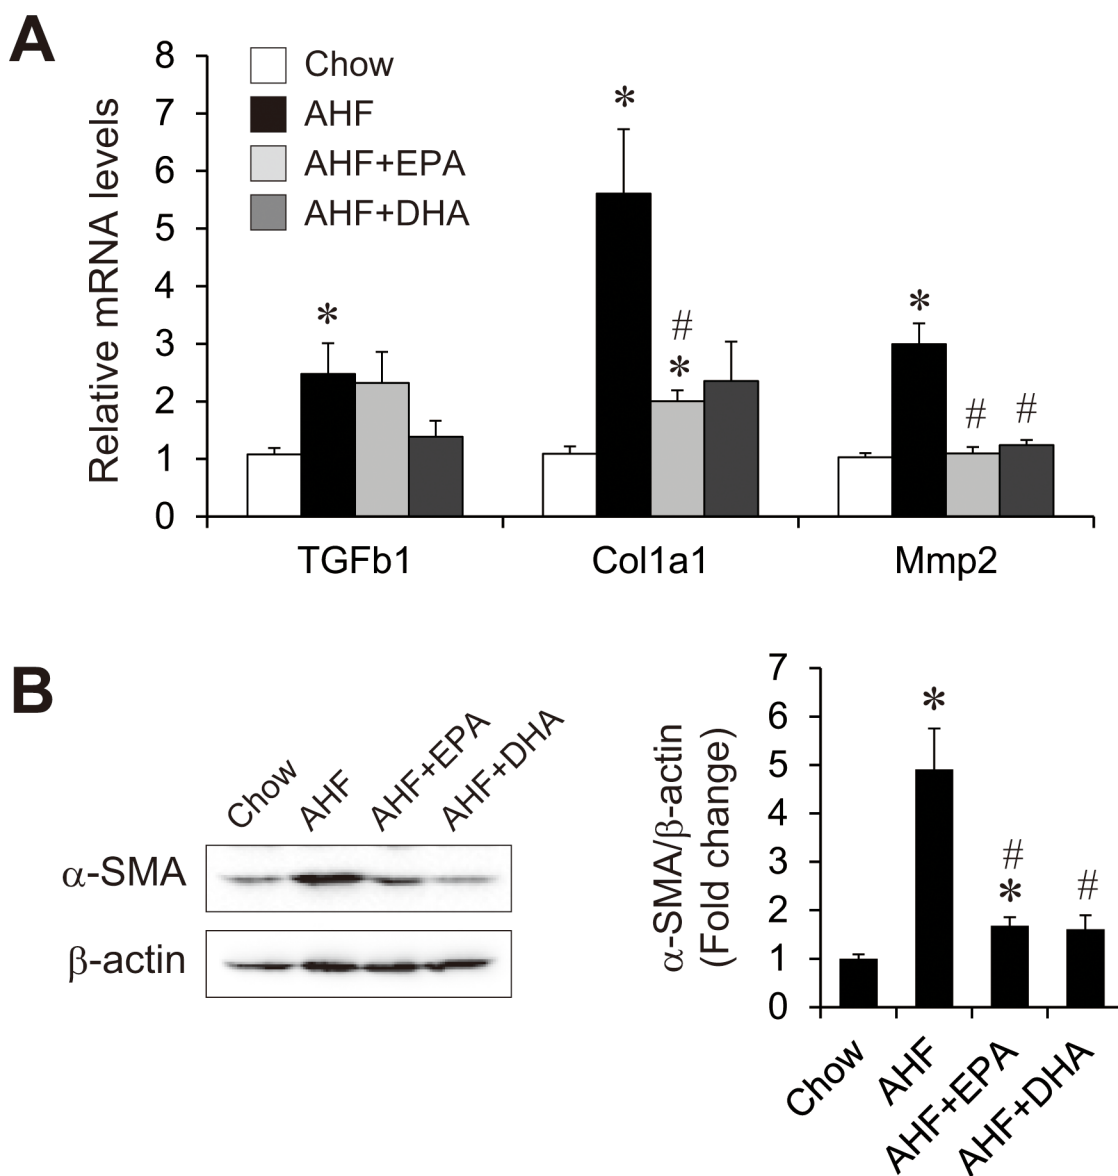 A
Relative mRNA levels
8
7
6
5
4
3
2
1
0
Chow
AHF
AHF+EPA
AHF+DHA
*
*
#
*
*
#
#
TGFb1
Col1a1
Mmp2
B
Chow
AHF
AHF+EPA
AHF+DHA
α-SMA
β-actin
α-SMA/β-actin
(Fold change)
7
6
5
4
3
2
1
0
*
#
*
#
Chow
AHF
AHF+EPA
AHF+DHA